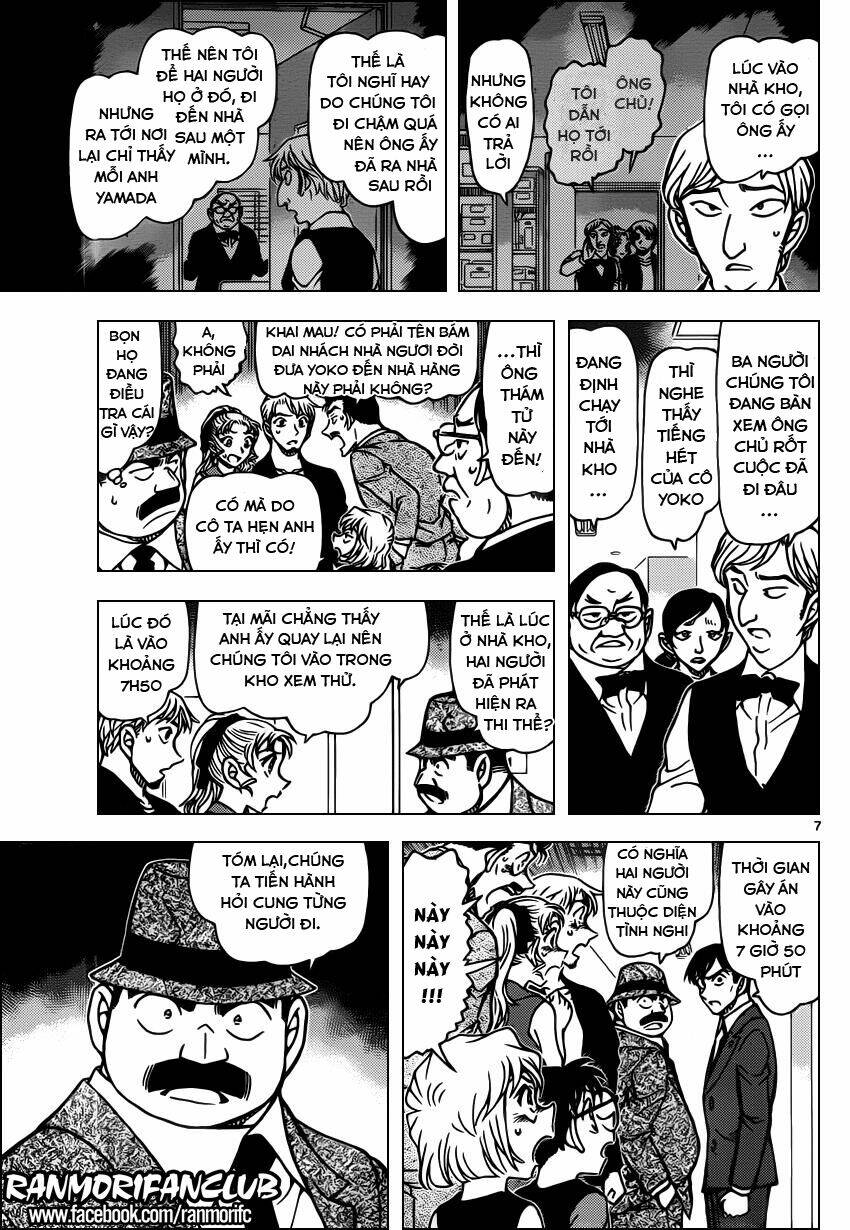 LÚC VÀO
NHÀ KHO,
TÔI CÓ GỌI
ÔNG ẤY
...
ÔNG
CHỦ!
TÔI
DẪN
HỌ TỚI
RỒI
NHƯNG
KHÔNG
CÓ AI
TRẢ
LỜI
THẾ LÀ
TÔI NGHĨ HAY
DO CHÚNG TÔI
ĐI CHẬM QUÁ
NÊN ÔNG ẤY
ĐÃ RA NHÀ
SAU RỒI
THẾ NÊN TÔI
ĐỂ HAI NGƯỜI
HỌ Ở ĐÓ, ĐI
ĐẾN NHÀ
SAU MỘT
MÌNH.
NHƯNG
RA TỚI NƠI
LẠI CHỈ THẤY
MỖI ANH
YAMADA
BA NGƯỜI
CHÚNG TÔI
ĐANG BÀN
XEM ÔNG
CHỦ RỐT
CUỘC ĐÃ
ĐI ĐÂU
...
THÌ
NGHE
THẤY
TIẾNG
HÉT
CỦA CÔ
YOKO
ĐANG
ĐỊNH
CHẠY
TỚI
NHÀ
KHO
...
...THÌ
ÔNG
THÁM
TỬ
NÀY
ĐẾN!
KHAI MAU! CÓ PHẢI TÊN BÁM
DAI NHÁCH NHÀ NGƯƠI ĐÒI
ĐƯA YOKO ĐẾN NHÀ HÀNG
NÀY PHẢI KHÔNG?
A,
KHÔNG
PHẢI
CÓ MÀ DO
CÔ TA HẸN ANH
ẤY THÌ CÓ!
BỌN
HỌ
ĐANG
ĐIỀU
TRA CÁI
GÌ VẬY?
THẾ LÀ LÚC
Ở NHÀ KHO,
HAI NGƯỜI
ĐÃ PHÁT
HIỆN RA
THI THỂ?
TẠI MÃI CHẲNG THẤY
ANH ẤY QUAY LẠI NÊN
CHÚNG TÔI VÀO TRONG
KHO XEM THỬ.
LÚC ĐÓ
LÀ VÀO
KHOẢNG
7H50
7
THỜI GIAN
GÂY ÁN
VÀO
KHOẢNG
7 GIỜ 50
PHÚT
CÓ NGHĨA
HAI NGƯỜI
NÀY CŨNG
THUỘC DIỆN
TÌNH NGHI
NÀY
NÀY
NÀY
!!!
TÓM LẠI,CHÚNG
TA TIẾN HÀNH
HỎI CUNG TỪNG
NGƯỜI ĐI.
RANMORIFANCLUB
www.facebook.com/ranmorifc